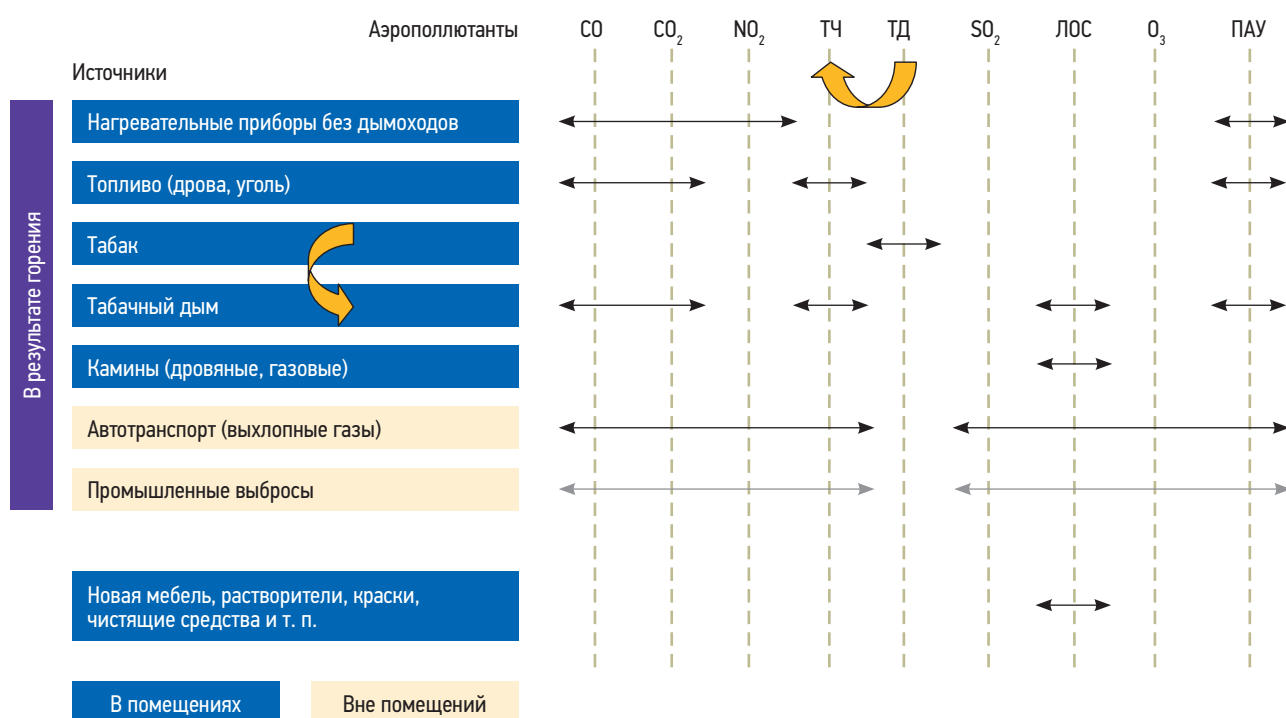 Аэрополлютанты CO CO₂ NO₂ ТЧ ТД SO₂ ЛОС O₃ ПАУ
Источники
В результате горения
Нагревательные приборы без дымоходов
Топливо (дрова, уголь)
Табак
Табачный дым
Камины (дровяные, газовые)
Автотранспорт (выхлопные газы)
Промышленные выбросы
Новая мебель, растворители, краски,
чистящие средства и т. п.
В помещениях Вне помещений